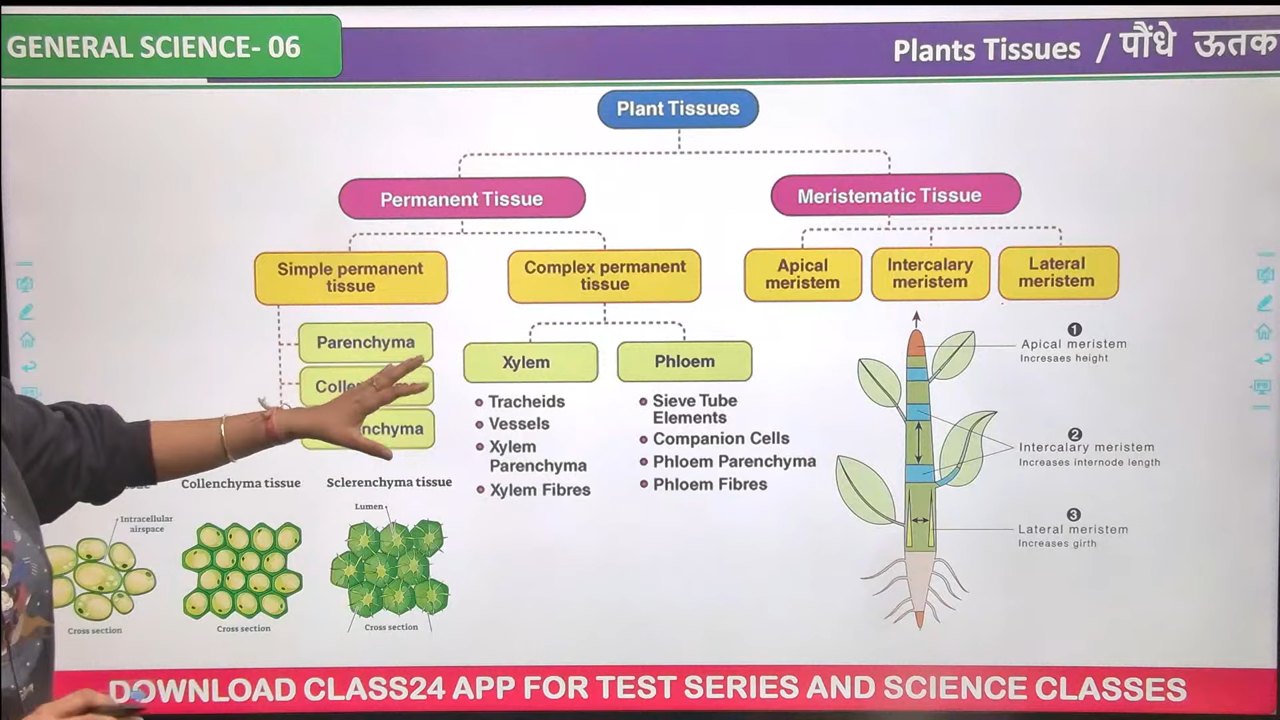 GENERAL SCIENCE- 06
Plants Tissues / पौंधे ऊतक
Plant Tissues
Permanent Tissue
Meristematic Tissue
Simple permanent
tissue
Complex permanent
tissue
Apical
meristem
Intercalary
meristem
Lateral
meristem
Parenchyma
Xylem
Phloem
Tracheids
Vessels
Xylem
Parenchyma
Xylem Fibres
Sieve Tube
Elements
Companion Cells
Phloem Parenchyma
Phloem Fibres
1
Apical meristem
Incresaes height
2
Intercalary meristem
Increases internode length
3
Lateral meristem
Increases girth
Collenchyma tissue
Sclerenchyma tissue
Intracellular
airspace
Lumen
Cross section
Cross section
Cross section
DOWNLOAD CLASS24 APP FOR TEST SERIES AND SCIENCE CLASSES